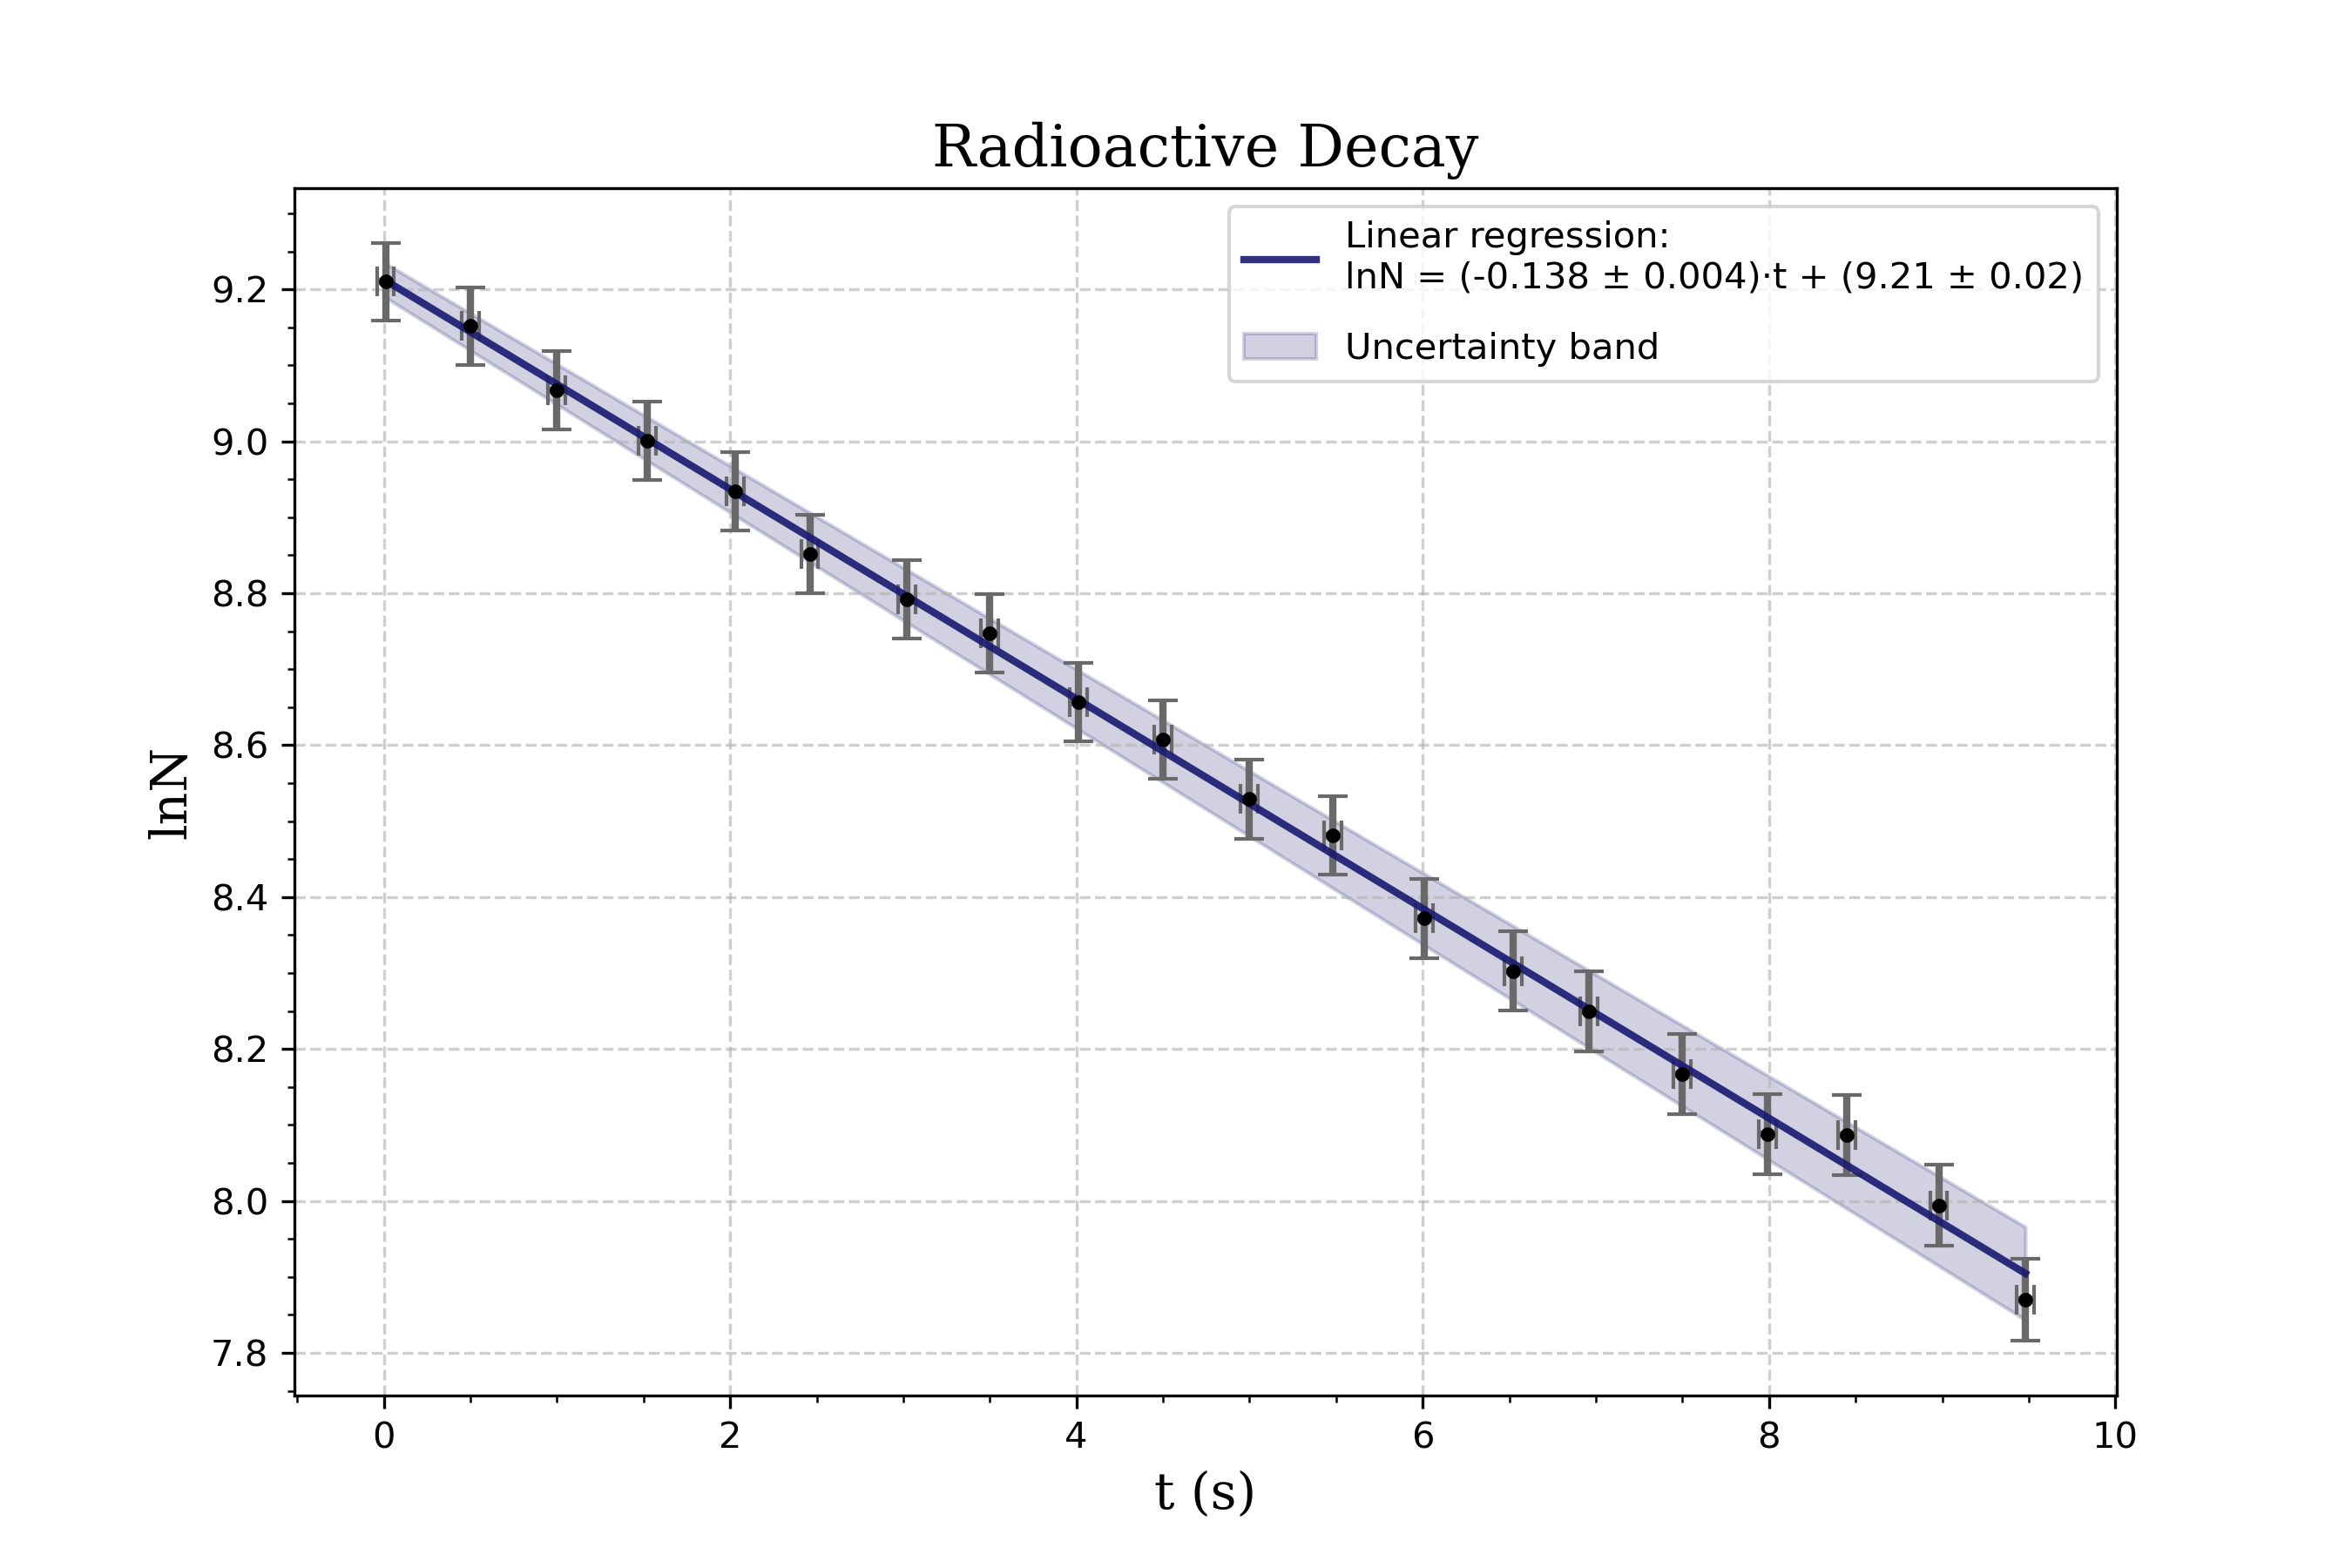 Radioactive Decay
Linear regression:
lnN = (-0.138 ± 0.004)·t + (9.21 ± 0.02)
Uncertainty band
lnN
9.2
9.0
8.8
8.6
8.4
8.2
8.0
7.8
0 2 4 6 8 10
t (s)